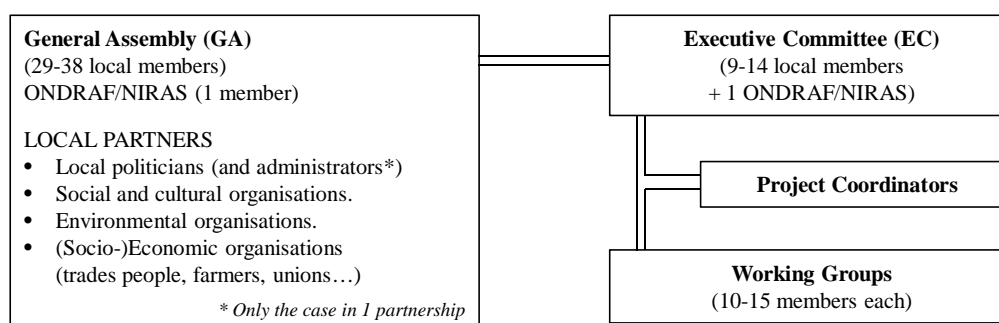 General Assembly (GA)
(29-38 local members)
ONDRAF/NIRAS (1 member)
LOCAL PARTNERS
• Local politicians (and administrators*)
• Social and cultural organisations.
• Environmental organisations.
• (Socio-)Economic organisations
(trades people, farmers, unions…)
* Only the case in 1 partnership
Executive Committee (EC)
(9-14 local members
+ 1 ONDRAF/NIRAS)
Project Coordinators
Working Groups
(10-15 members each)